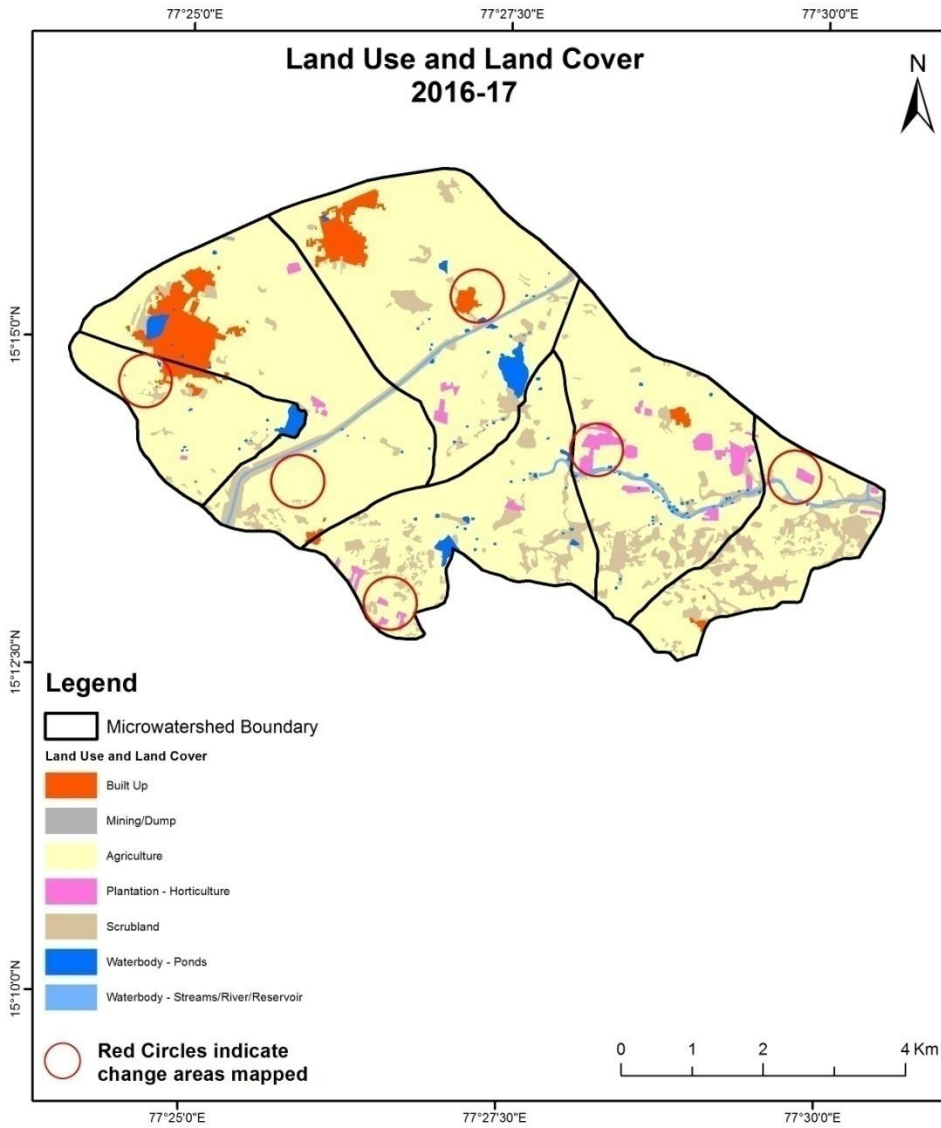 77°25'0"E 77°27'30"E 77°30'0"E
Land Use and Land Cover
2016-17
N
15°15'0"N
15°12'30"N
15°10'0"N
Legend
Microwatershed Boundary
Land Use and Land Cover
Built Up
Mining/Dump
Agriculture
Plantation - Horticulture
Scrubland
Waterbody - Ponds
Waterbody - Streams/River/Reservoir
Red Circles indicate
change areas mapped
0 1 2 4 Km
77°25'0"E 77°27'30"E 77°30'0"E